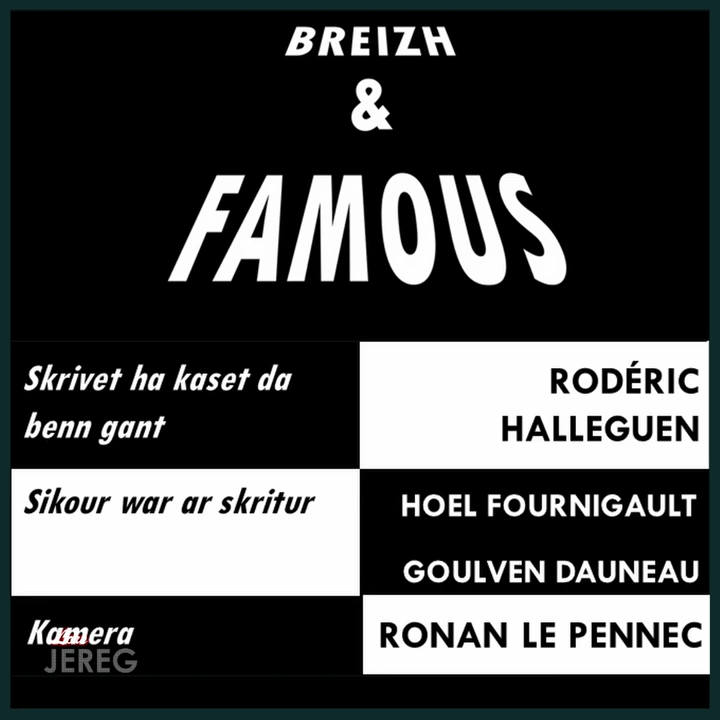 BREIZH
&
FAMOUS
Skrivet ha kaset da
benn gant
RODÉRIC
HALLEGUEN
Sikour war ar skritur
HOEL FOURNIGAULT
GOULVEN DAUNEAU
Kamera
RONAN LE PENNEC
JEREG